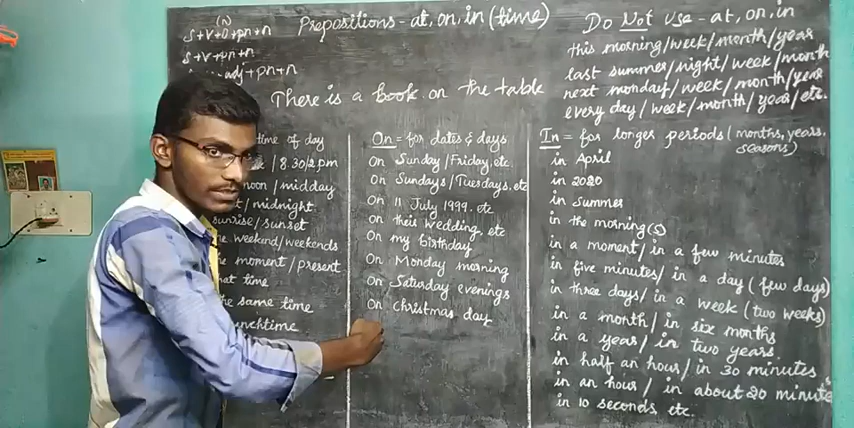 Prepositions - at, on, in (time)
(n)
S+V+O+pn+n
S+V+pn+n
adj+pn+n
There is a book on the table
Do Not use - at, on, in
this morning/week/month/year
last summer/night/week/month
next monday/week/month/year
every day/week/month/year/etc.
time of day
/ 8.30/2pm
noon / midday
/ midnight
sunrise/sunset
weekend/weekends
moment/present
at time
same time
lunchtime
On = for dates & days
On Sunday/Friday, etc
On Sundays/Tuesdays, etc
On 11 July 1999, etc
On their wedding, etc
On my birthday
On Monday morning
On Saturday evenings
On christmas day
In = for longer periods (months, years, seasons)
in April
in 2020
in summer
in the morning(s)
in a moment/in a few minutes
in five minutes/in a day (few days)
in three days/in a week (two weeks)
in a month/in six months
in a year/in two years.
in half an hour/in 30 minutes
in an hour / in about 20 minutes
in 10 seconds, etc